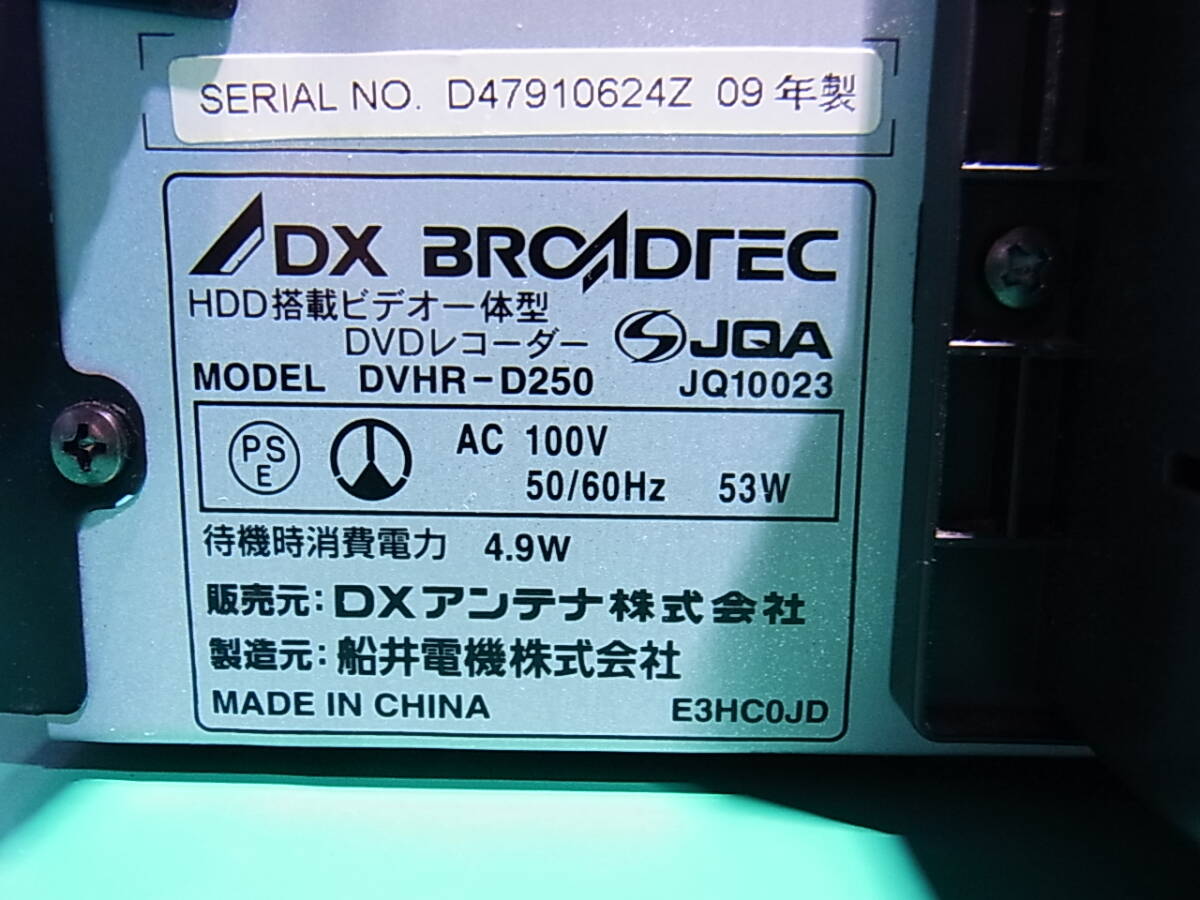 SERIAL NO. D47910624Z 09年製
DX BROADTEC
HDD搭載ビデオ一体型
DVDレコーダー
JQA
MODEL DVHR-D250
JQ10023
PS
E
AC 100V
50/60Hz 53W
待機時消費電力 4.9W
販売元:DXアンテナ株式会社
製造元:船井電機株式会社
MADE IN CHINA
E3HC0JD